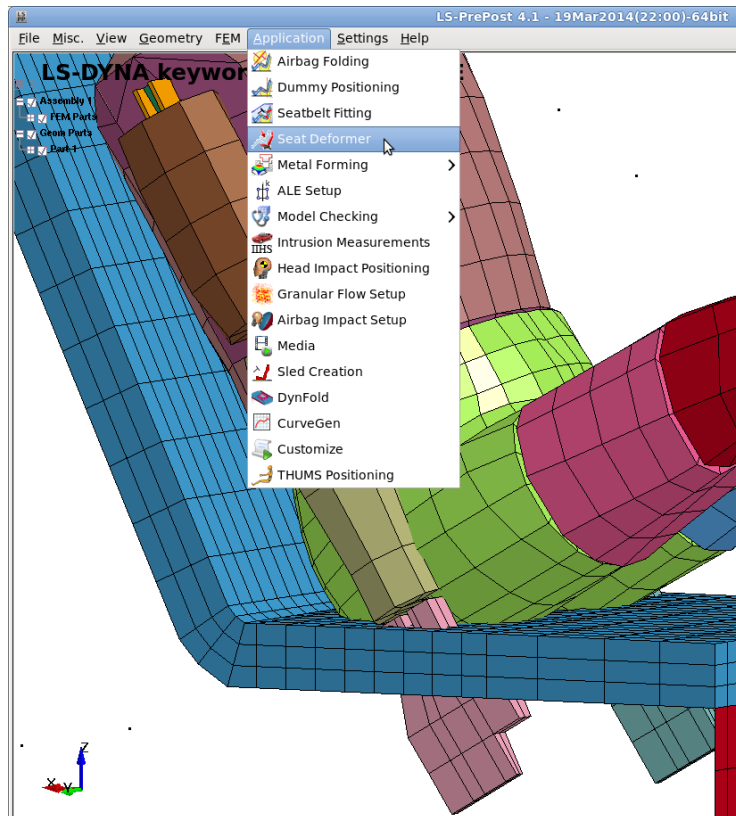 LS-PrePost 4.1 - 19Mar2014(22:00)-64bit
File Misc. View Geometry FEM Application Settings Help
LS-DYNA
Assembly 1
FEM Parts
Geom Parts
Part 1
Airbag Folding
Dummy Positioning
Seatbelt Fitting
Seat Deformer
Metal Forming
ALE Setup
Model Checking
IIHS Intrusion Measurements
Head Impact Positioning
Granular Flow Setup
Airbag Impact Setup
Media
Sled Creation
DynFold
CurveGen
Customize
THUMS Positioning
Z
X Y